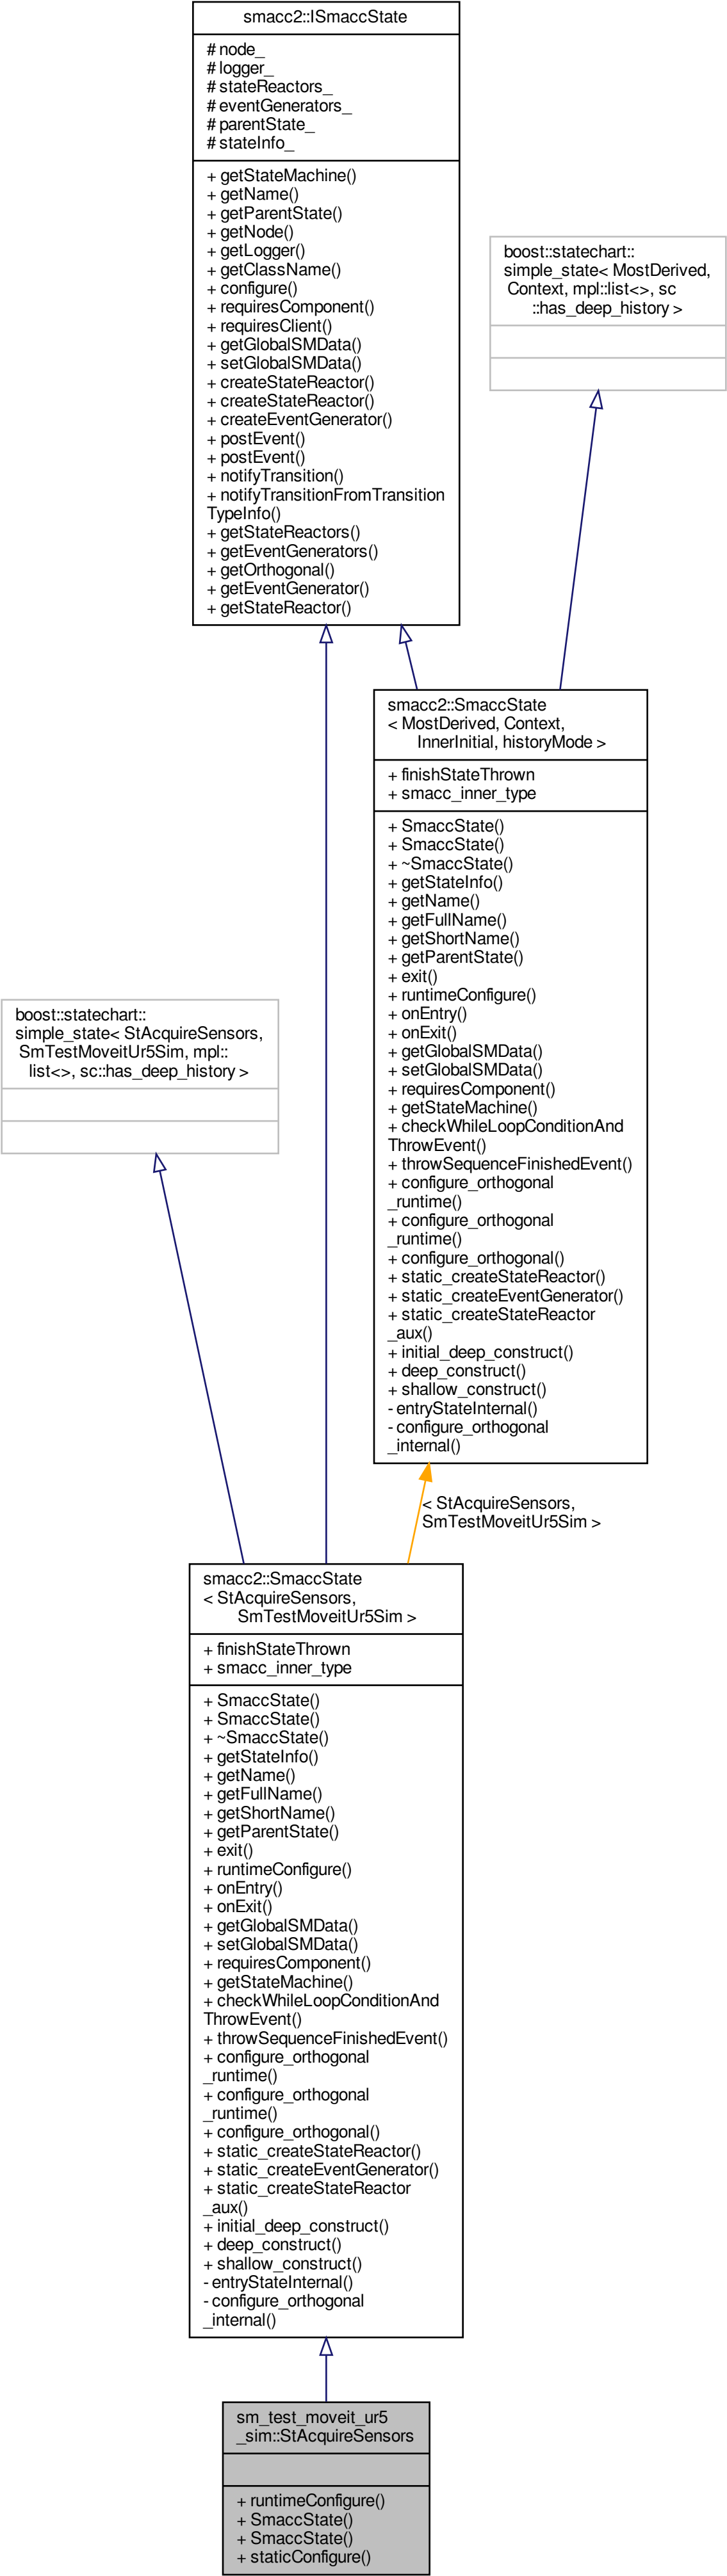 smacc2::ISmaccState
# node_
# logger_
# stateReactors_
# eventGenerators_
# parentState_
# stateInfo_
+ getStateMachine()
+ getName()
+ getParentState()
+ getNode()
+ getLogger()
+ getClassName()
+ configure()
+ requiresComponent()
+ requiresClient()
+ getGlobalSMData()
+ setGlobalSMData()
+ createStateReactor()
+ createStateReactor()
+ createEventGenerator()
+ postEvent()
+ postEvent()
+ notifyTransition()
+ notifyTransitionFromTransition
TypeInfo()
+ getStateReactors()
+ getEventGenerators()
+ getOrthogonal()
+ getEventGenerator()
+ getStateReactor()
boost::statechart::
simple_state< MostDerived,
Context, mpl::list<>, sc
::has_deep_history >
smacc2::SmaccState
< MostDerived, Context,
InnerInitial, historyMode >
+ finishStateThrown
+ smacc_inner_type
+ SmaccState()
+ SmaccState()
+ ~SmaccState()
+ getStateInfo()
+ getName()
+ getFullName()
+ getShortName()
+ getParentState()
+ exit()
+ runtimeConfigure()
+ onEntry()
+ onExit()
+ getGlobalSMData()
+ setGlobalSMData()
+ requiresComponent()
+ getStateMachine()
+ checkWhileLoopConditionAnd
ThrowEvent()
+ throwSequenceFinishedEvent()
+ configure_orthogonal
_runtime()
+ configure_orthogonal
_runtime()
+ configure_orthogonal()
+ static_createStateReactor()
+ static_createEventGenerator()
+ static_createStateReactor
_aux()
+ initial_deep_construct()
+ deep_construct()
+ shallow_construct()
- entryStateInternal()
- configure_orthogonal
_internal()
boost::statechart::
simple_state< StAcquireSensors,
SmTestMoveitUr5Sim, mpl::
list<>, sc::has_deep_history >
< StAcquireSensors,
SmTestMoveitUr5Sim >
smacc2::SmaccState
< StAcquireSensors,
SmTestMoveitUr5Sim >
+ finishStateThrown
+ smacc_inner_type
+ SmaccState()
+ SmaccState()
+ ~SmaccState()
+ getStateInfo()
+ getName()
+ getFullName()
+ getShortName()
+ getParentState()
+ exit()
+ runtimeConfigure()
+ onEntry()
+ onExit()
+ getGlobalSMData()
+ setGlobalSMData()
+ requiresComponent()
+ getStateMachine()
+ checkWhileLoopConditionAnd
ThrowEvent()
+ throwSequenceFinishedEvent()
+ configure_orthogonal
_runtime()
+ configure_orthogonal
_runtime()
+ configure_orthogonal()
+ static_createStateReactor()
+ static_createEventGenerator()
+ static_createStateReactor
_aux()
+ initial_deep_construct()
+ deep_construct()
+ shallow_construct()
- entryStateInternal()
- configure_orthogonal
_internal()
sm_test_moveit_ur5
_sim::StAcquireSensors
+ runtimeConfigure()
+ SmaccState()
+ SmaccState()
+ staticConfigure()